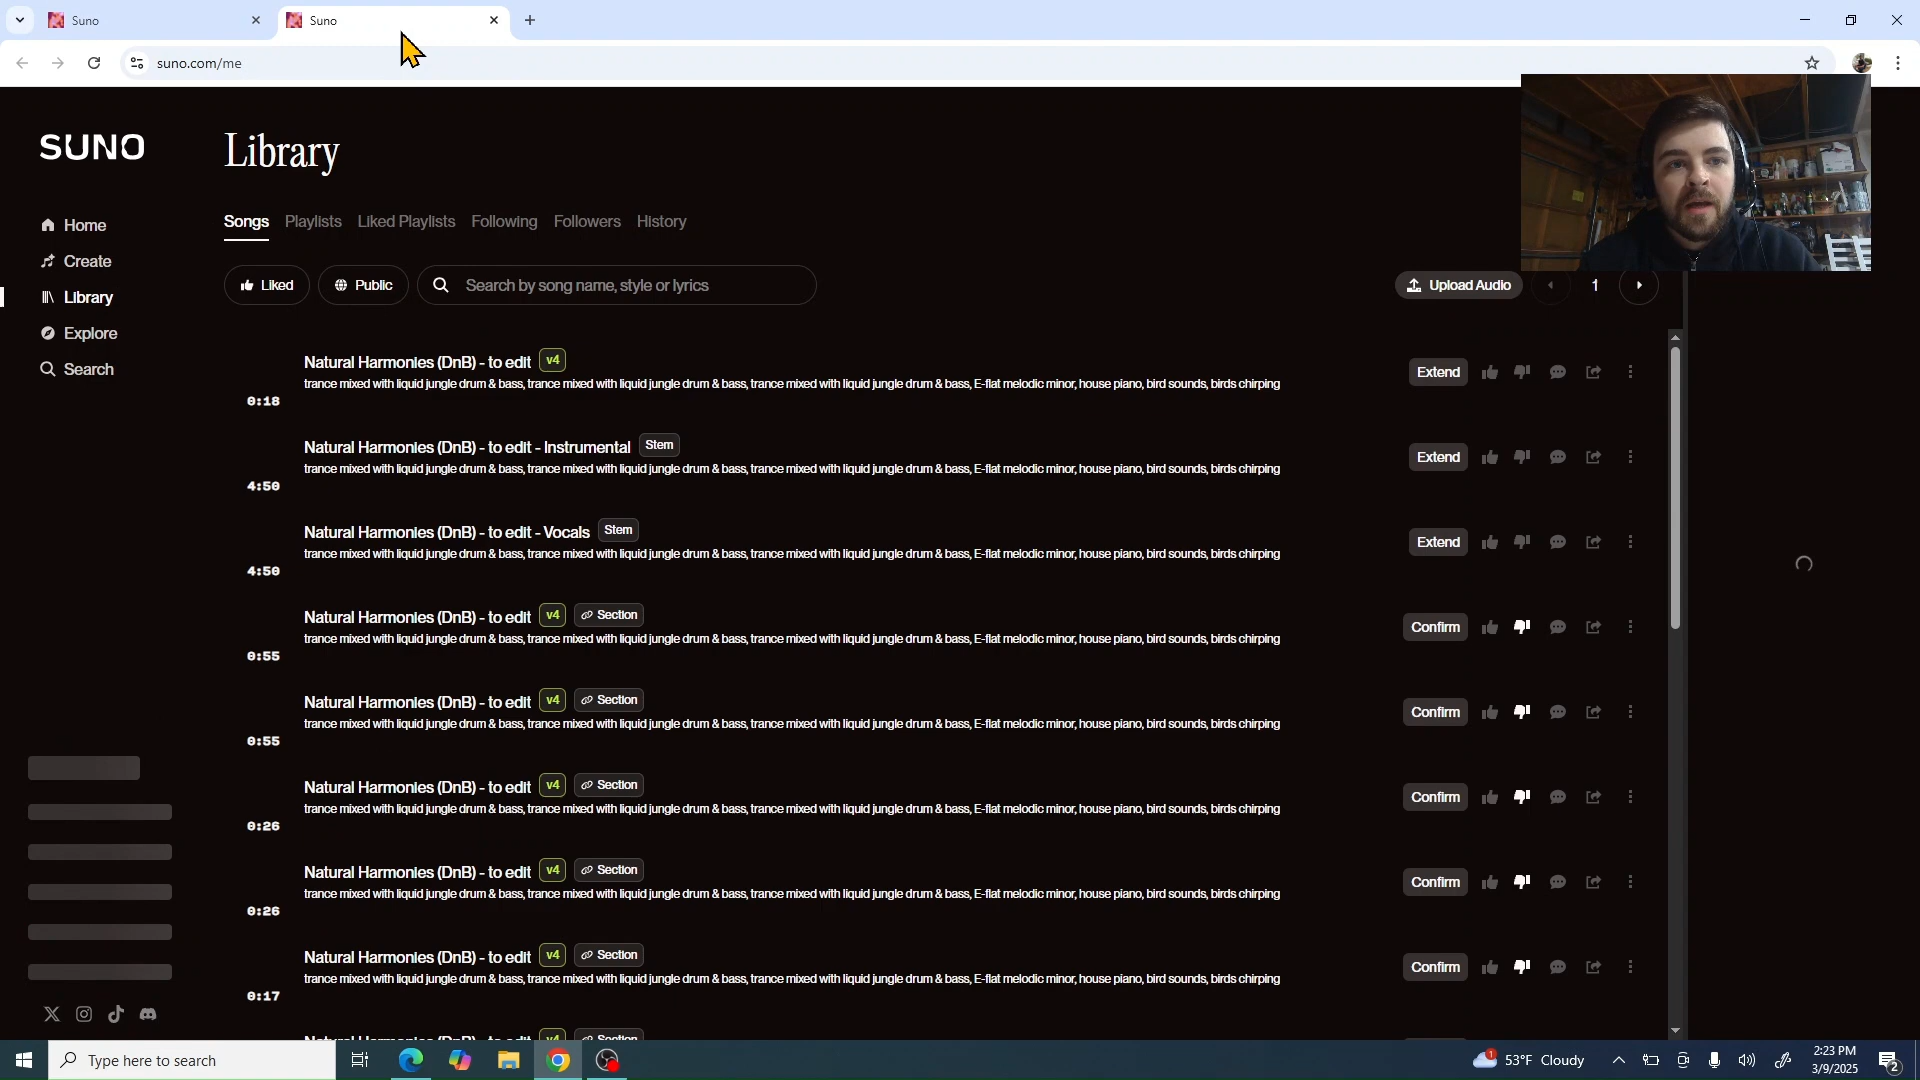 Suno
Suno
suno.com/me
SUNO
Library
Home
Create
Library
Explore
Search
Songs
Playlists
Liked Playlists
Following
Followers
History
Liked
Public
Search by song name, style or lyrics
Upload Audio
1
Natural Harmonies (DnB) - to edit v4
trance mixed with liquid jungle drum & bass, trance mixed with liquid jungle drum & bass, trance mixed with liquid jungle drum & bass, E-flat melodic minor, house piano, bird sounds, birds chirping
0:18
Extend
Natural Harmonies (DnB) - to edit - Instrumental Stem
trance mixed with liquid jungle drum & bass, trance mixed with liquid jungle drum & bass, trance mixed with liquid jungle drum & bass, E-flat melodic minor, house piano, bird sounds, birds chirping
4:50
Extend
Natural Harmonies (DnB) - to edit - Vocals Stem
trance mixed with liquid jungle drum & bass, trance mixed with liquid jungle drum & bass, trance mixed with liquid jungle drum & bass, E-flat melodic minor, house piano, bird sounds, birds chirping
4:50
Extend
Natural Harmonies (DnB) - to edit v4 Section
trance mixed with liquid jungle drum & bass, trance mixed with liquid jungle drum & bass, trance mixed with liquid jungle drum & bass, E-flat melodic minor, house piano, bird sounds, birds chirping
0:55
Confirm
Natural Harmonies (DnB) - to edit v4 Section
trance mixed with liquid jungle drum & bass, trance mixed with liquid jungle drum & bass, trance mixed with liquid jungle drum & bass, E-flat melodic minor, house piano, bird sounds, birds chirping
0:55
Confirm
Natural Harmonies (DnB) - to edit v4 Section
trance mixed with liquid jungle drum & bass, trance mixed with liquid jungle drum & bass, trance mixed with liquid jungle drum & bass, E-flat melodic minor, house piano, bird sounds, birds chirping
0:26
Confirm
Natural Harmonies (DnB) - to edit v4 Section
trance mixed with liquid jungle drum & bass, trance mixed with liquid jungle drum & bass, trance mixed with liquid jungle drum & bass, E-flat melodic minor, house piano, bird sounds, birds chirping
0:26
Confirm
Natural Harmonies (DnB) - to edit v4 Section
trance mixed with liquid jungle drum & bass, trance mixed with liquid jungle drum & bass, trance mixed with liquid jungle drum & bass, E-flat melodic minor, house piano, bird sounds, birds chirping
0:17
Confirm
Type here to search
1
53°F Cloudy
2:23 PM
3/9/2025
2